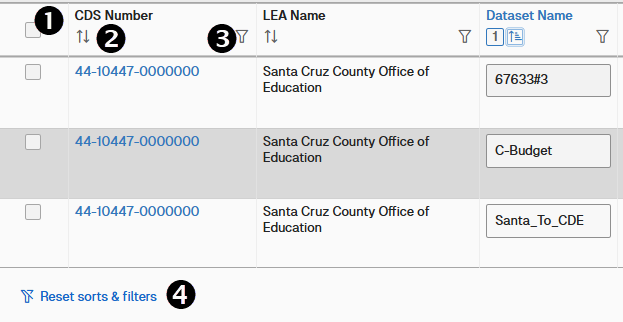 1 CDS Number LEA Name Dataset Name
2 3 1
44-10447-0000000 Santa Cruz County Office of Education 67633#3
44-10447-0000000 Santa Cruz County Office of Education C-Budget
44-10447-0000000 Santa Cruz County Office of Education Santa_To_CDE
Reset sorts & filters 4